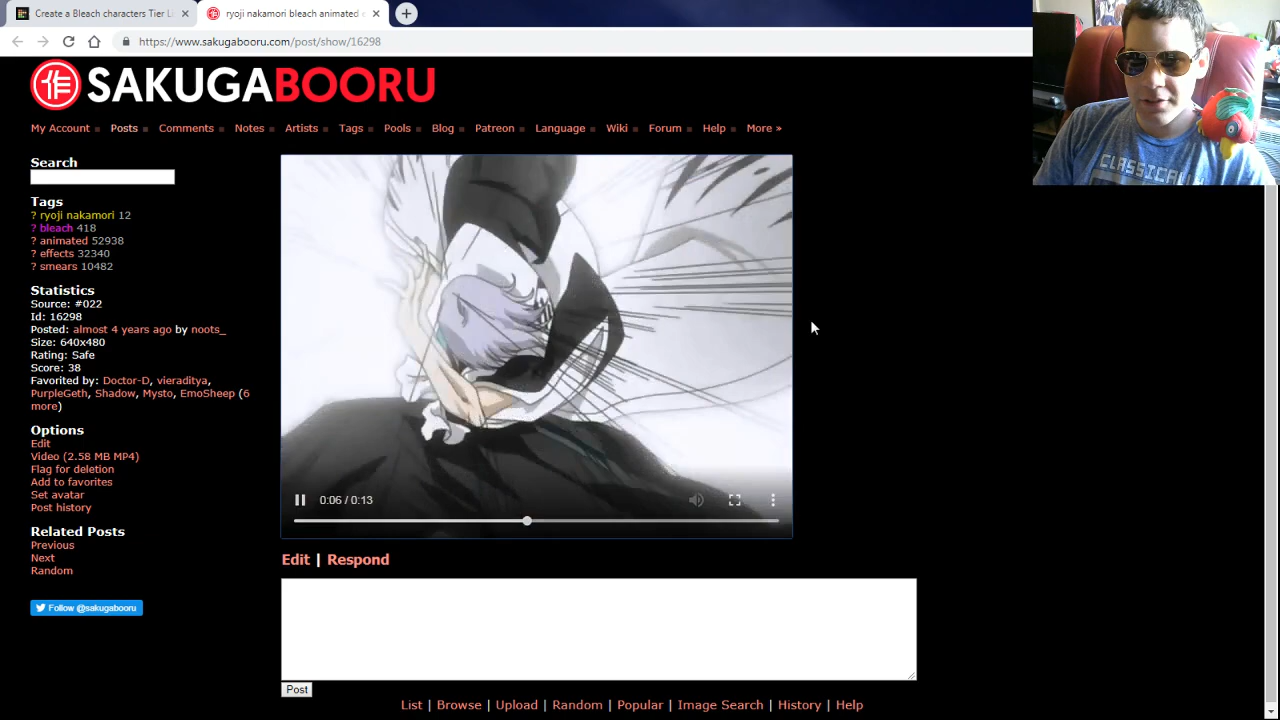 Create a Bleach characters Tier Li
ryoji nakamori bleach animated e
https://www.sakugabooru.com/post/show/16298
作 SAKUGABOORU
My Account Posts Comments Notes Artists Tags Pools Blog Patreon Language Wiki Forum Help More »
Search
Tags
? ryoji nakamori 12
? bleach 418
? animated 52938
? effects 32340
? smears 10482
Statistics
Source: #022
Id: 16298
Posted: almost 4 years ago by noots_
Size: 640x480
Rating: Safe
Score: 38
Favorited by: Doctor-D, vieraditya,
PurpleGeth, Shadow, Mysto, EmoSheep (6
more)
Options
Edit
Video (2.58 MB MP4)
Flag for deletion
Add to favorites
Set avatar
Post history
Related Posts
Previous
Next
Random
Follow @sakugabooru
0:06 / 0:13
Edit | Respond
Post
List | Browse | Upload | Random | Popular | Image Search | History | Help
CLASSICAL